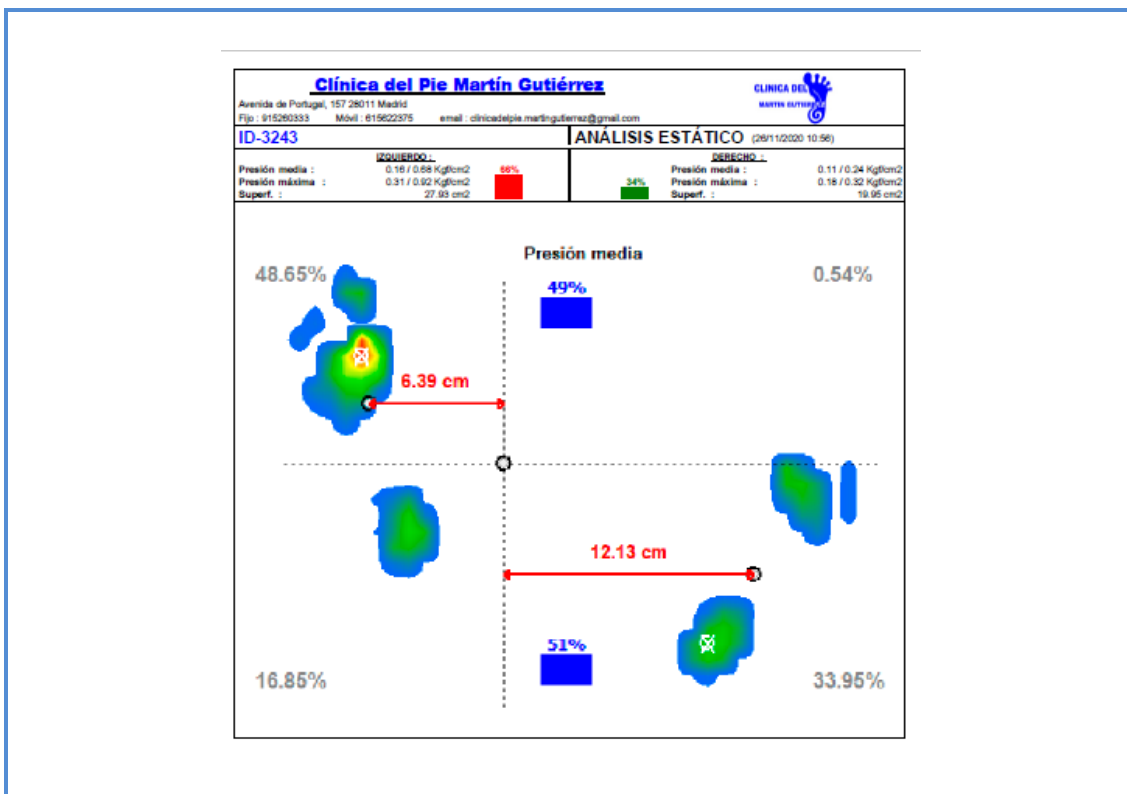 Clínica del Pie Martín Gutiérrez
CLINICA DEL
MARTIN GUTIERREZ
Avenida de Portugal, 157 28011 Madrid
Fijo : 915260333 Móvil : 615622375 email : clinicadelpie.martingutierrez@gmail.com
ID-3243 ANÁLISIS ESTÁTICO (26/11/2020 10:56)
IZQUIERDO : DERECHO :
Presión media : 0.16 / 0.68 Kgf/cm2 66% Presión media : 0.11 / 0.24 Kgf/cm2
Presión máxima : 0.31 / 0.92 Kgf/cm2 34% Presión máxima : 0.18 / 0.32 Kgf/cm2
Superf. : 27.93 cm2 Superf. : 19.95 cm2
Presión media
48.65% 49% 0.54%
6.39 cm
12.13 cm
51%
16.85% 33.95%